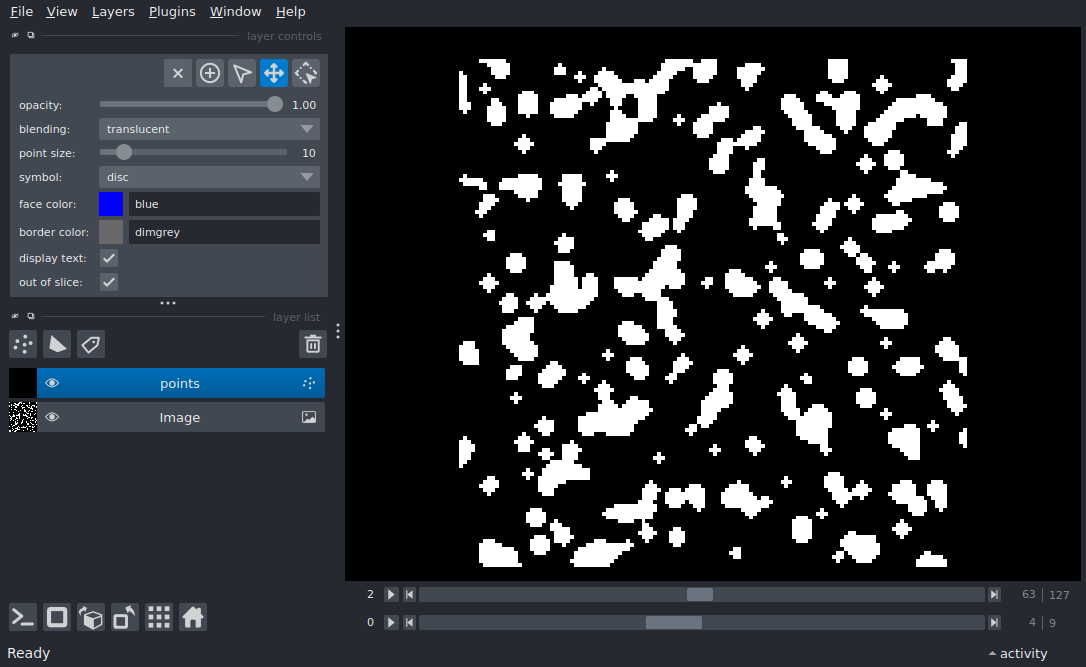 File View Layers Plugins Window Help
layer controls
opacity: 1.00
blending: translucent
point size: 10
symbol: disc
face color: blue
border color: dimgrey
display text:
out of slice:
layer list
points
Image
2 63 127
0 4 9
Ready activity